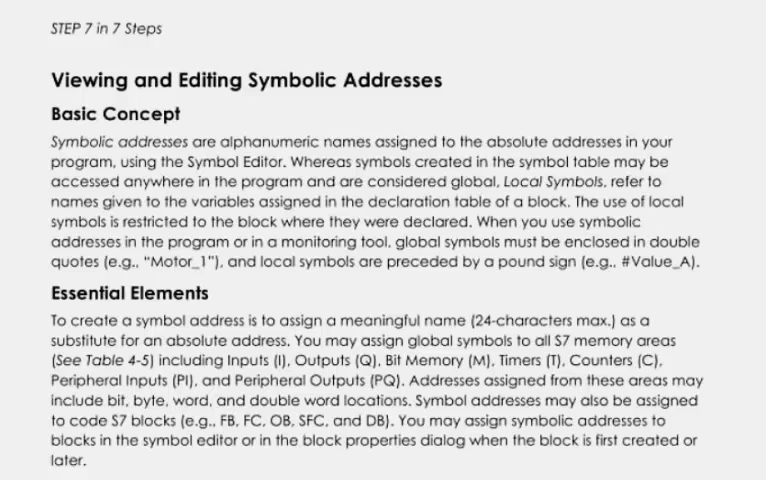 STEP 7 in 7 Steps
Viewing and Editing Symbolic Addresses
Basic Concept
Symbolic addresses are alphanumeric names assigned to the absolute addresses in your
program, using the Symbol Editor. Whereas symbols created in the symbol table may be
accessed anywhere in the program and are considered global, Local Symbols, refer to
names given to the variables assigned in the declaration table of a block. The use of local
symbols is restricted to the block where they were declared. When you use symbolic
addresses in the program or in a monitoring tool, global symbols must be enclosed in double
quotes (e.g., “Motor_1”), and local symbols are preceded by a pound sign (e.g., #Value_A).
Essential Elements
To create a symbol address is to assign a meaningful name (24-characters max.) as a
substitute for an absolute address. You may assign global symbols to all S7 memory areas
(See Table 4-5) including Inputs (I), Outputs (Q), Bit Memory (M), Timers (T), Counters (C),
Peripheral Inputs (PI), and Peripheral Outputs (PQ). Addresses assigned from these areas may
include bit, byte, word, and double word locations. Symbol addresses may also be assigned
to code S7 blocks (e.g., FB, FC, OB, SFC, and DB). You may assign symbolic addresses to
blocks in the symbol editor or in the block properties dialog when the block is first created or
later.